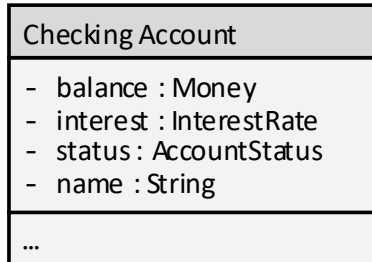 Checking Account
- balance : Money
- interest : InterestRate
- status : AccountStatus
- name : String
...